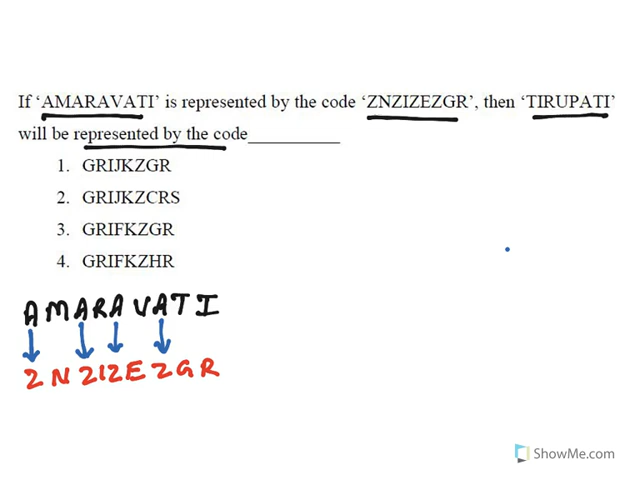 If ‘AMARAVATI’ is represented by the code ‘ZNZIZEZGR’, then ‘TIRUPATI’
will be represented by the code__________
1. GRIJKZGR
2. GRIJKZCRS
3. GRIFKZGR
4. GRIFKZHR
AMARAVATI
ZNZIZEZGR
ShowMe.com